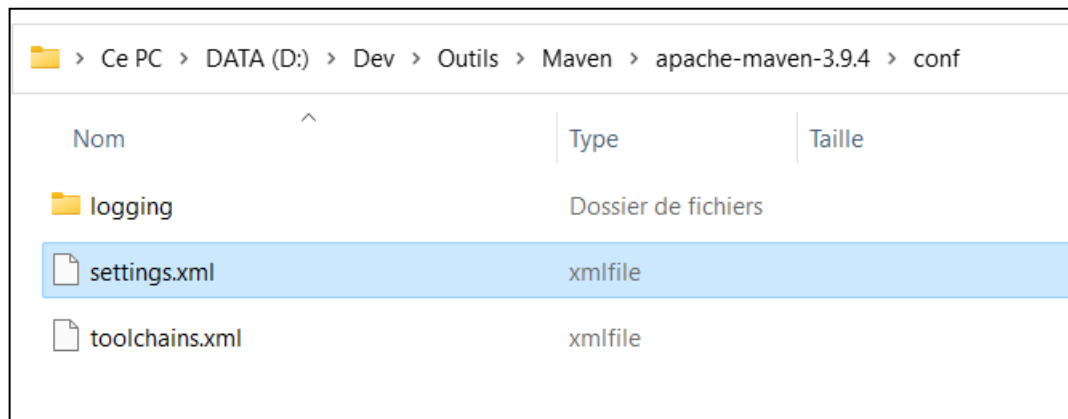 Ce PC > DATA (D:) > Dev > Outils > Maven > apache-maven-3.9.4 > conf
Nom Type Taille
logging Dossier de fichiers
settings.xml xmlfile
toolchains.xml xmlfile